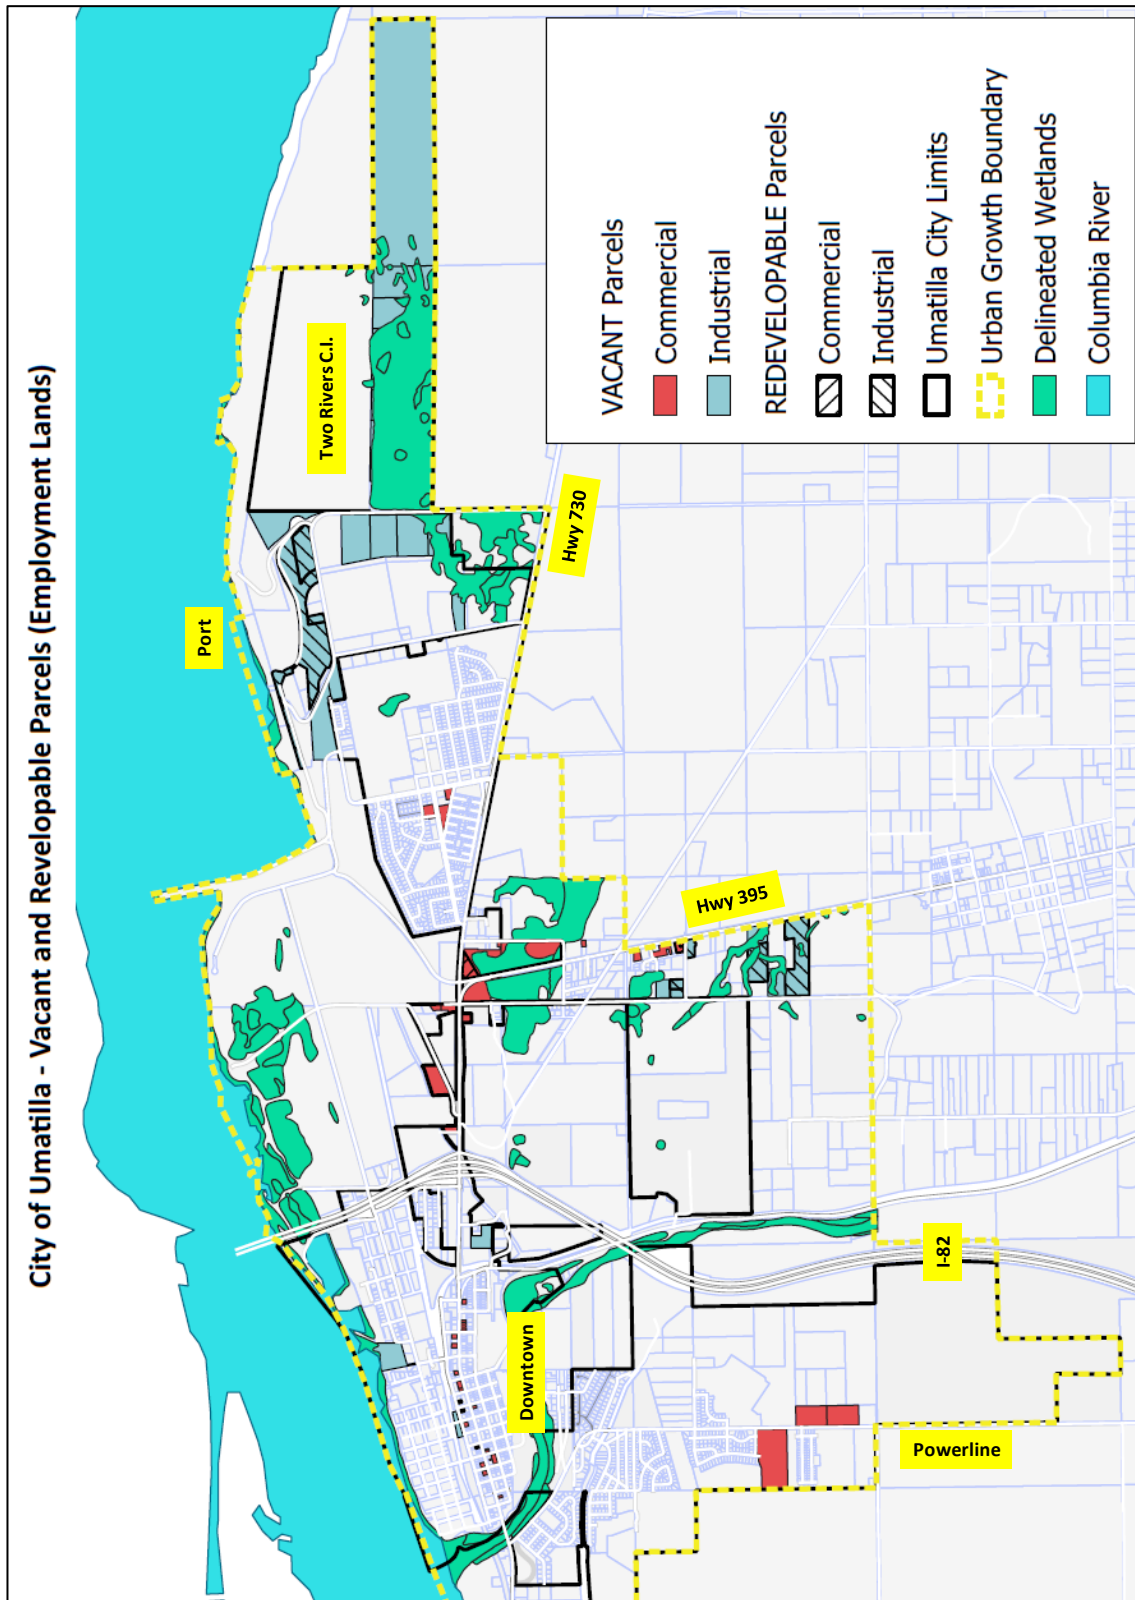 City of Umatilla - Vacant and Revelopable Parcels (Employment Lands)
Port
Two Rivers C.I.
Hwy 730
Hwy 395
Downtown
I-82
Powerline
VACANT Parcels
Commercial
Industrial
REDEVELOPABLE Parcels
Commercial
Industrial
Umatilla City Limits
Urban Growth Boundary
Delineated Wetlands
Columbia River